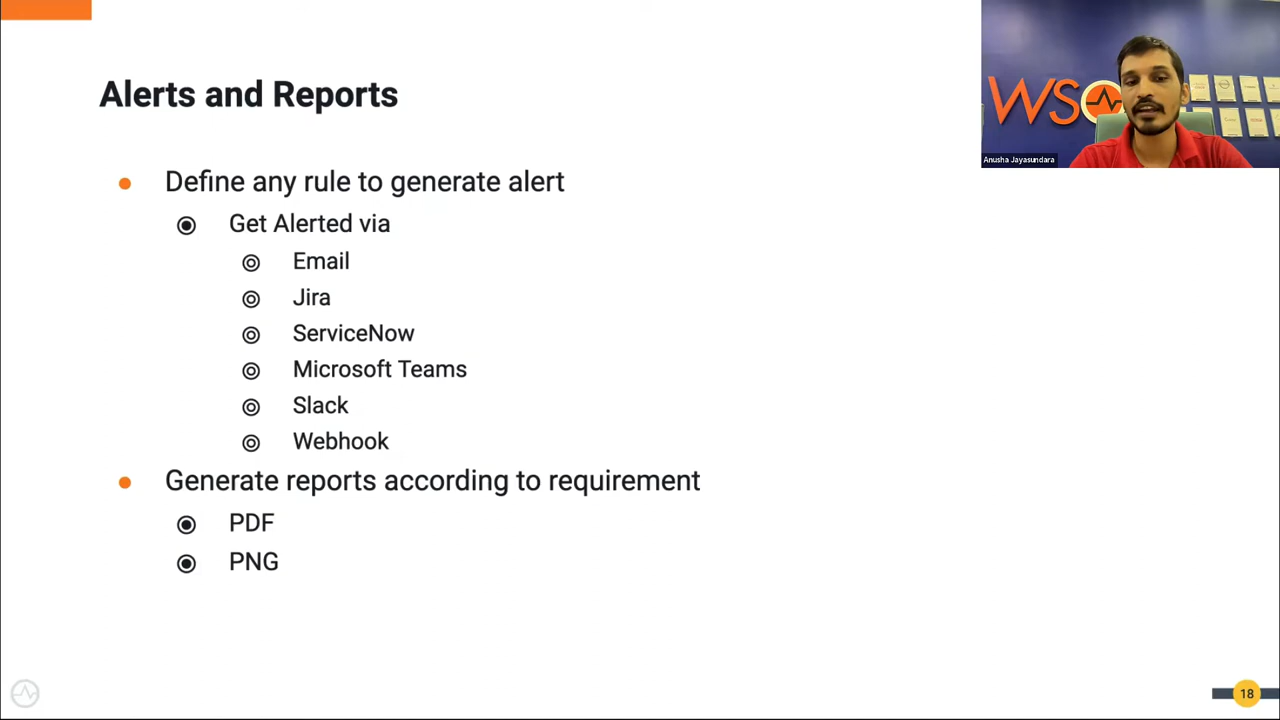 Alerts and Reports
Define any rule to generate alert
Get Alerted via
Email
Jira
ServiceNow
Microsoft Teams
Slack
Webhook
Generate reports according to requirement
PDF
PNG
WSO
Anusha Jayasundara
18